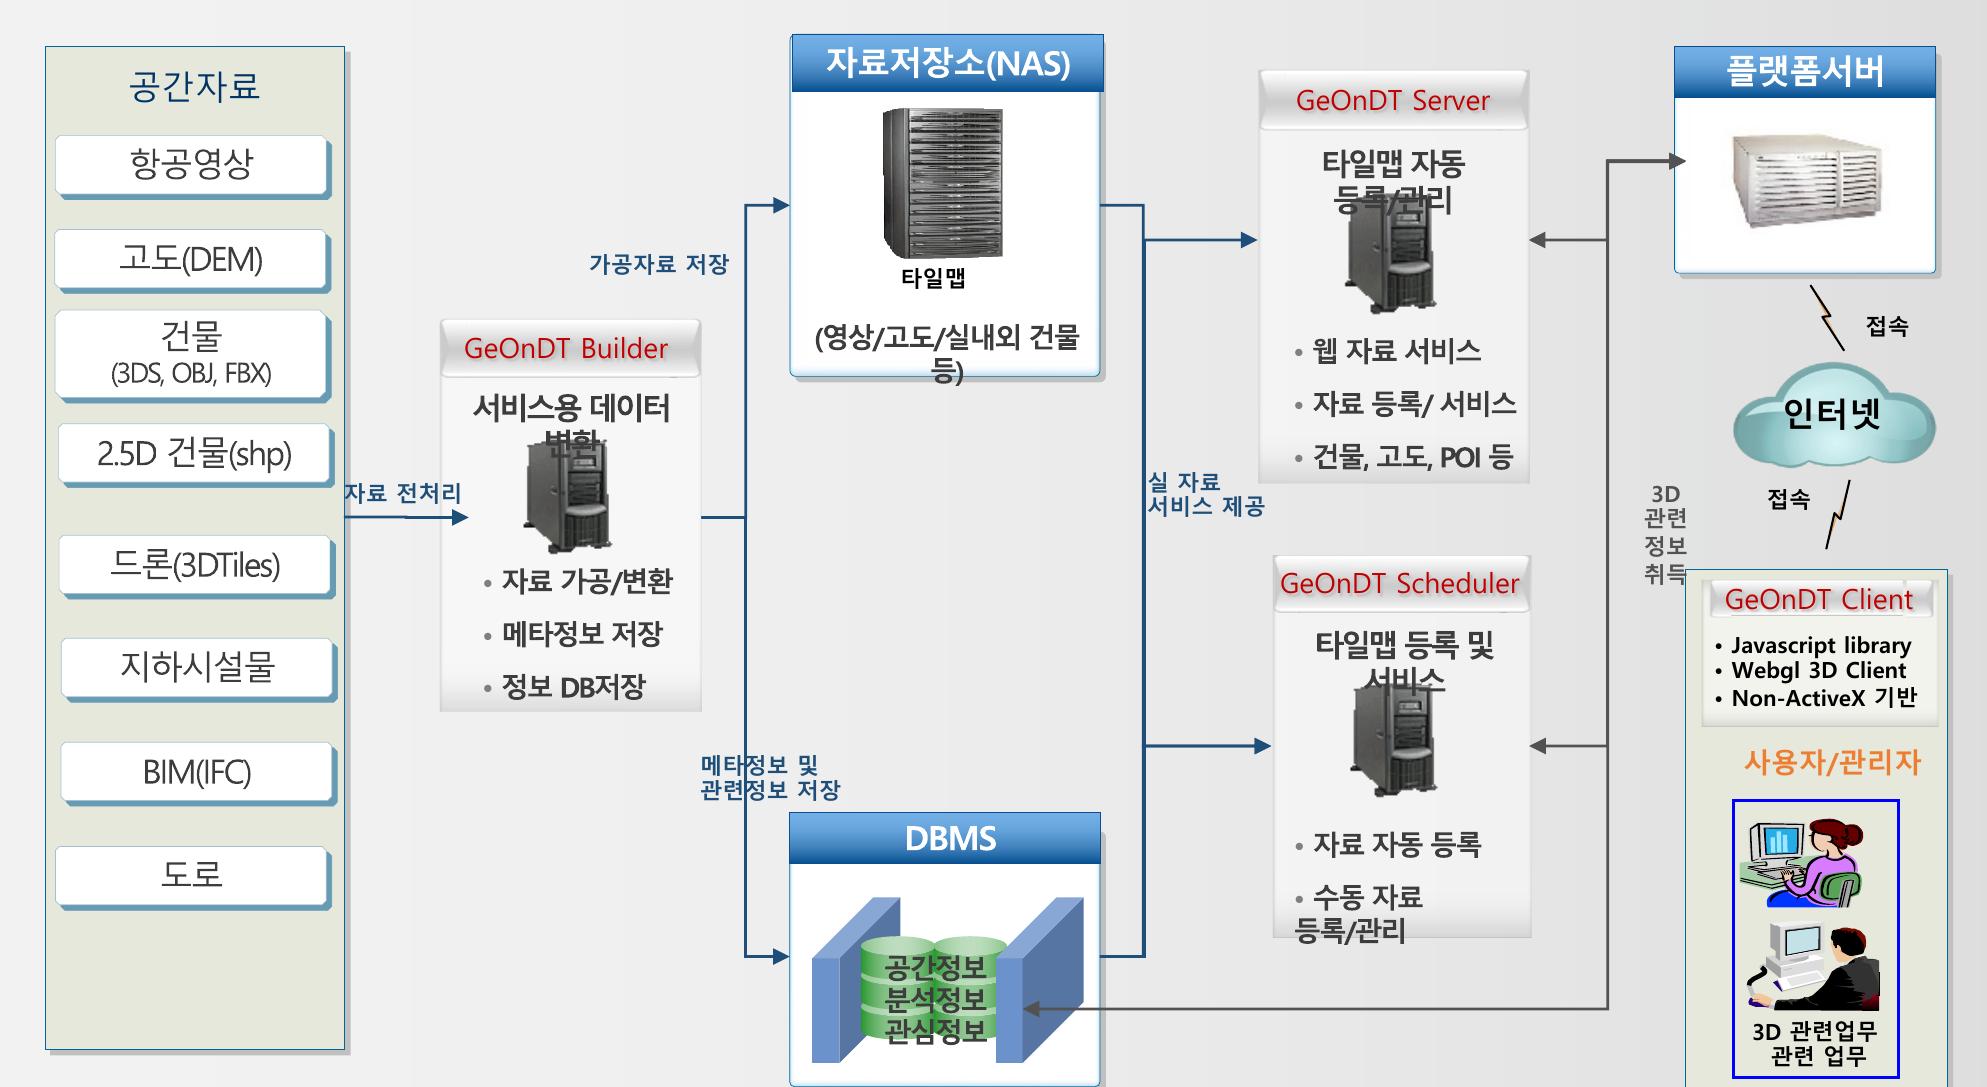 공간자료
항공영상
고도(DEM)
건물
(3DS, OBJ, FBX)
2.5D 건물(shp)
드론(3DTiles)
지하시설물
BIM(IFC)
도로
자료 전처리
GeOnDT Builder
서비스용 데이터
변환
• 자료 가공/변환
• 메타정보 저장
• 정보 DB저장
가공자료 저장
메타정보 및
관련정보 저장
자료저장소(NAS)
타일맵
(영상/고도/실내외 건물
등)
DBMS
공간정보
분석정보
관심정보
실 자료
서비스 제공
GeOnDT Server
타일맵 자동
등록/관리
• 웹 자료 서비스
• 자료 등록/ 서비스
• 건물, 고도, POI 등
GeOnDT Scheduler
타일맵 등록 및
서비스
• 자료 자동 등록
• 수동 자료
등록/관리
3D
관련
정보
취득
플랫폼서버
접속
인터넷
접속
GeOnDT Client
• Javascript library
• Webgl 3D Client
• Non-ActiveX 기반
사용자/관리자
3D 관련업무
관련 업무